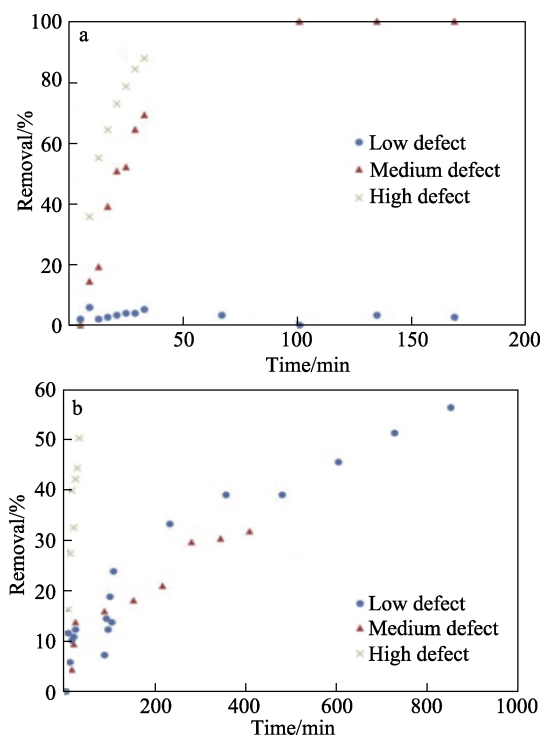 a
100
80
60
40
20
0
Removal/%
Low defect
Medium defect
High defect
50
100
150
200
Time/min
b
60
50
40
30
20
10
0
Removal/%
Low defect
Medium defect
High defect
200
400
600
800
1000
Time/min